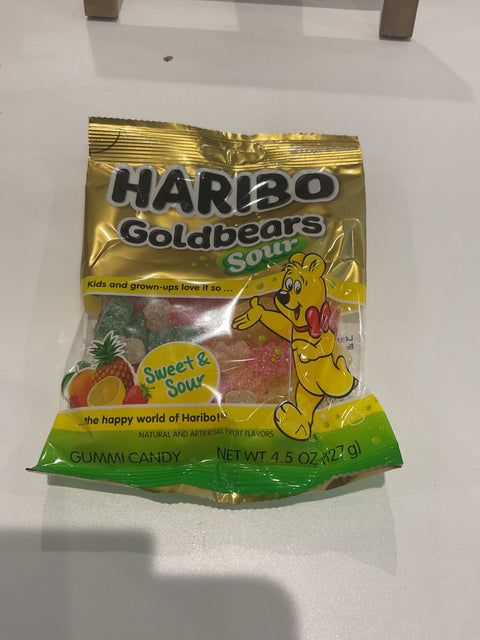 HARIBO
Goldbears
Sour
Kids and grown-ups love it so ...
Sweet &
Sour
...the happy world of Haribo!®
NATURAL AND ARTIFICIAL FRUIT FLAVORS
GUMMI CANDY NET WT 4.5 OZ (127g)